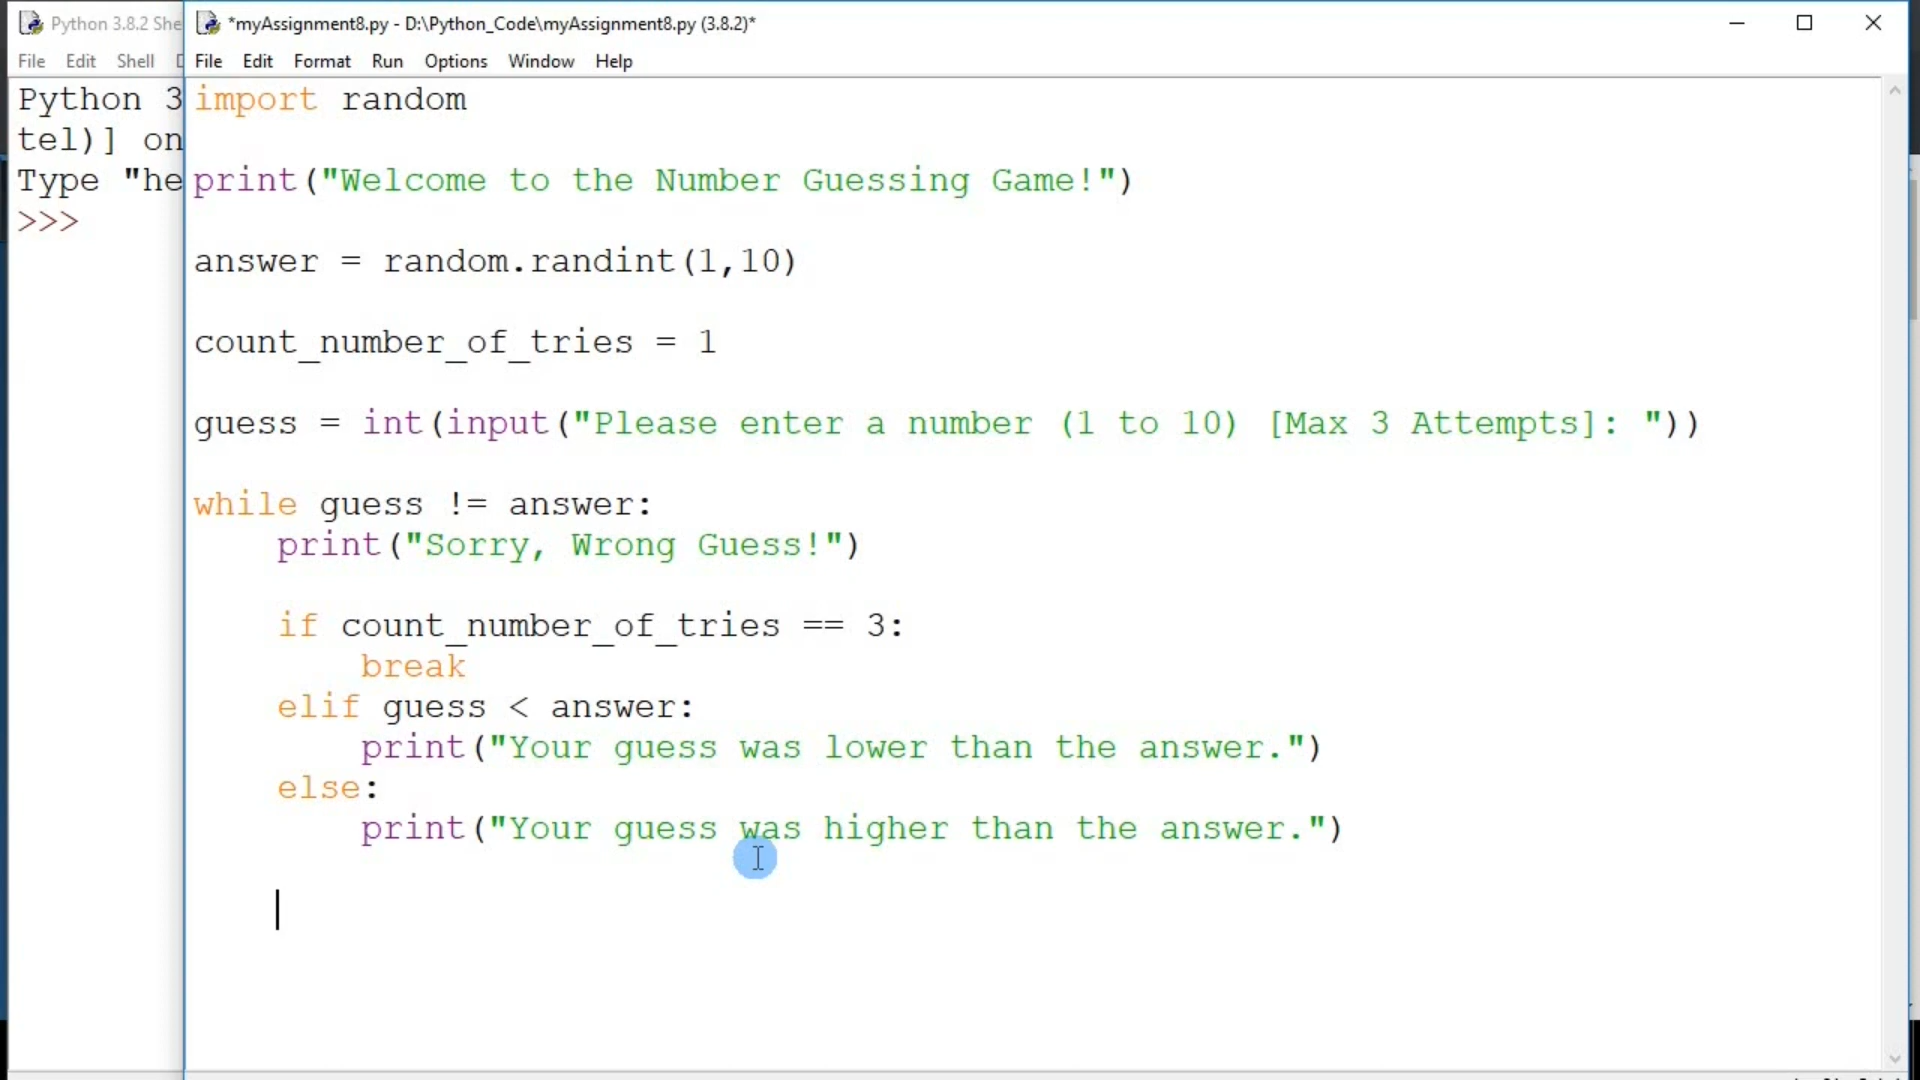 Python 3.8.2 She
*myAssignment8.py - D:\Python_Code\myAssignment8.py (3.8.2)*
File Edit Shell
File Edit Format Run Options Window Help
Python 3
tel)] on
Type "he
>>>
import random
print("Welcome to the Number Guessing Game!")
answer = random.randint(1,10)
count_number_of_tries = 1
guess = int(input("Please enter a number (1 to 10) [Max 3 Attempts]: "))
while guess != answer:
    print("Sorry, Wrong Guess!")
    if count_number_of_tries == 3:
        break
    elif guess < answer:
        print("Your guess was lower than the answer.")
    else:
        print("Your guess was higher than the answer.")